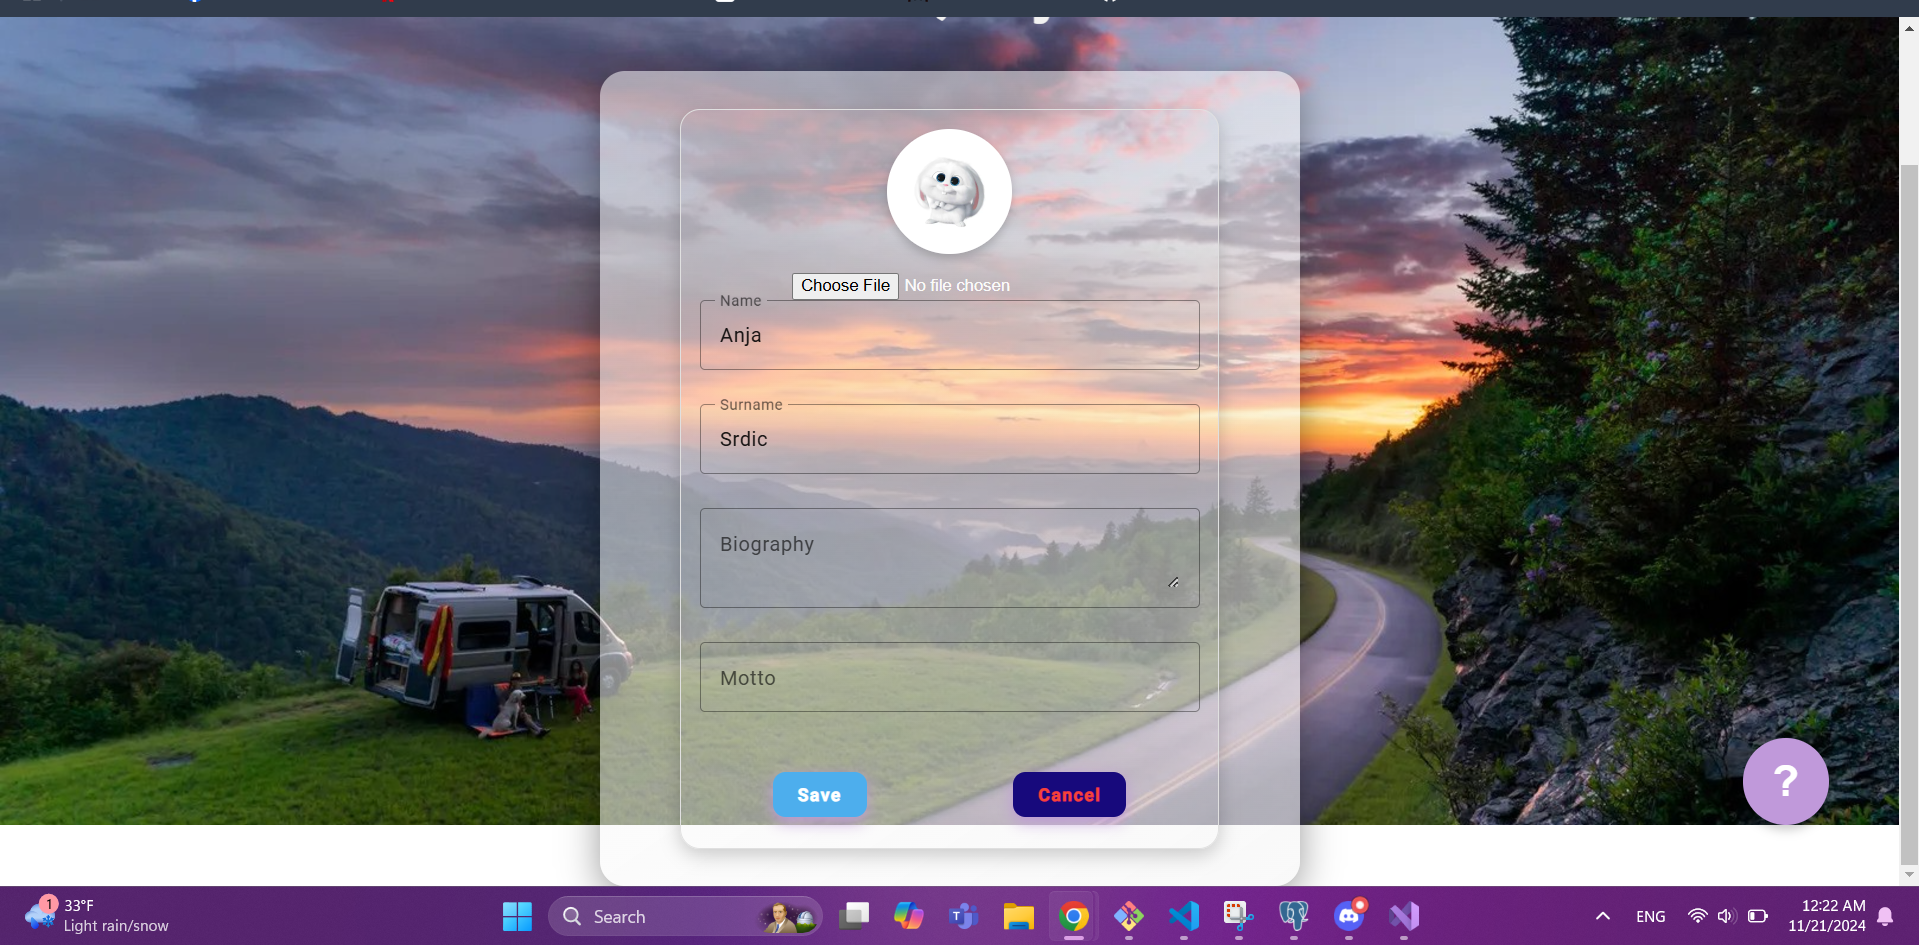 Choose File No file chosen
Name
Anja
Surname
Srdic
Biography
Motto
Save
Cancel
?
1
33°F
Light rain/snow
Search
ENG
12:22 AM
11/21/2024